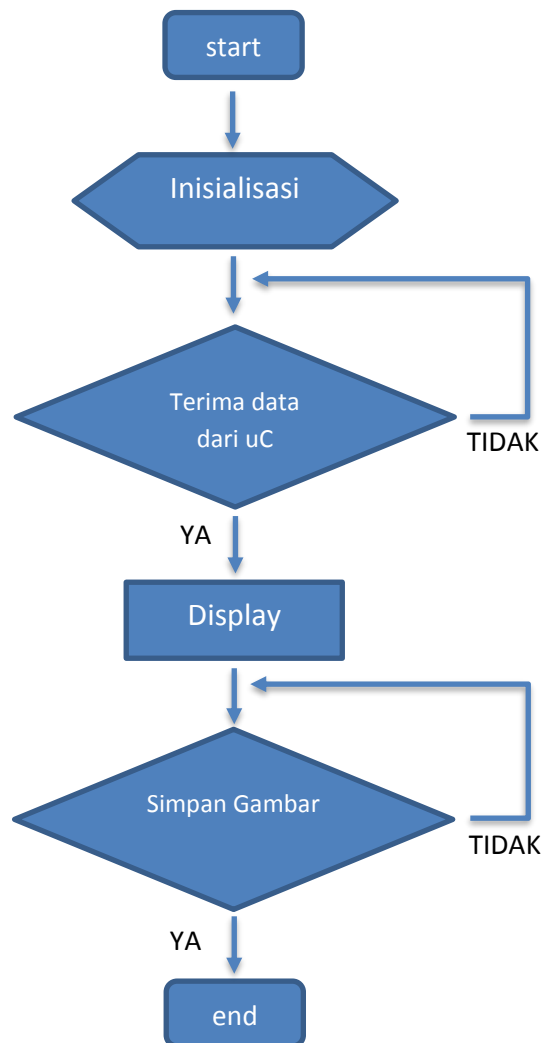 start
Inisialisasi
Terima data
dari uC
TIDAK
YA
Display
Simpan Gambar
TIDAK
YA
end